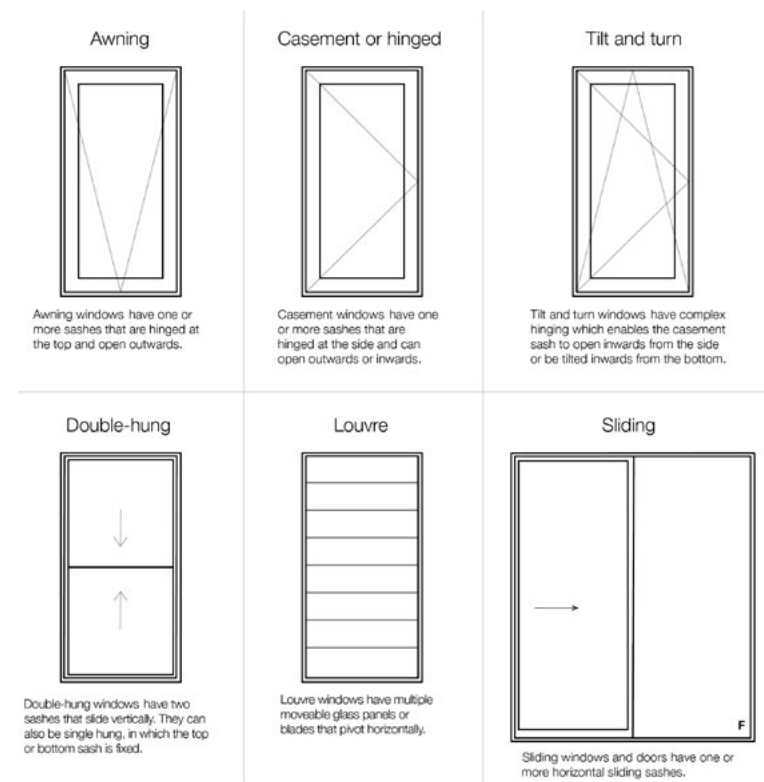 Awning
Awning windows have one or
more sashes that are hinged at
the top and open outwards.
Casement or hinged
Casement windows have one
or more sashes that are
hinged at the side and can
open outwards or inwards.
Tilt and turn
Tilt and turn windows have complex
hinging which enables the casement
sash to open inwards from the side
or be tilted inwards from the bottom.
Double-hung
Double-hung windows have two
sashes that slide vertically. They can
also be single hung, in which the top
or bottom sash is fixed.
Louvre
Louvre windows have multiple
moveable glass panels or
blades that pivot horizontally.
Sliding
F
Sliding windows and doors have one or
more horizontal sliding sashes.